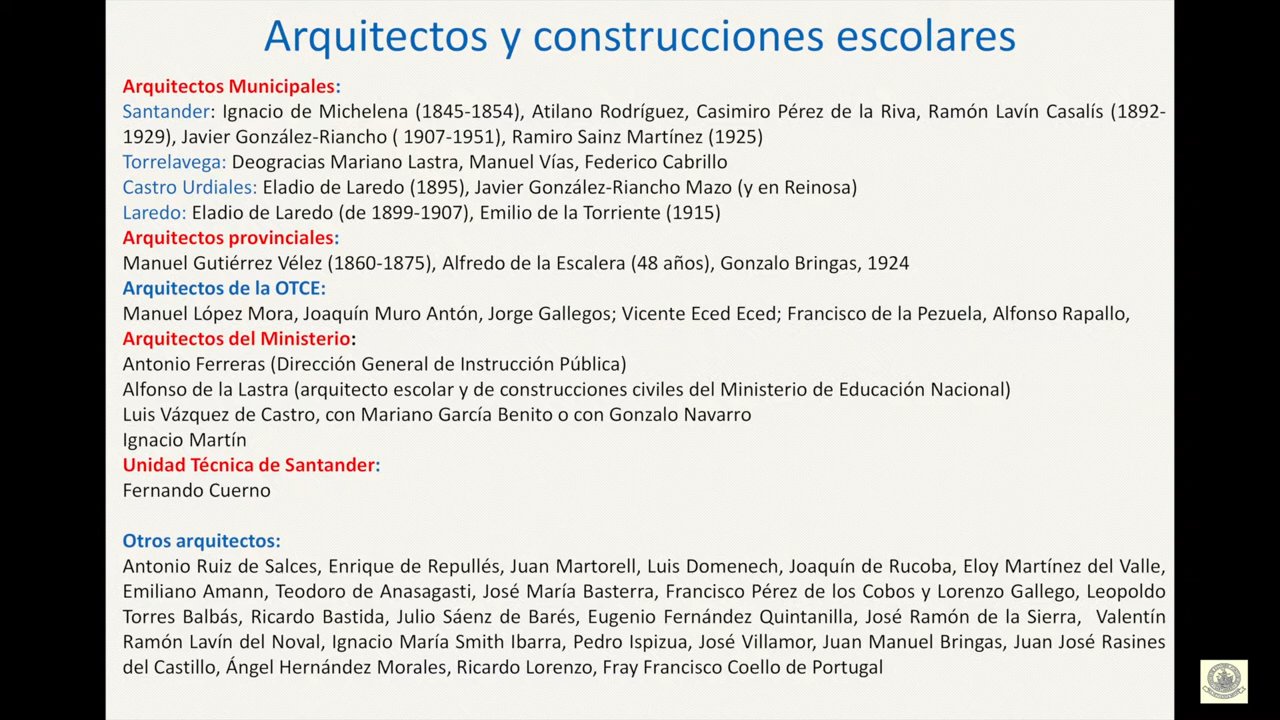 Arquitectos y construcciones escolares
Arquitectos Municipales:
Santander: Ignacio de Michelena (1845-1854), Atilano Rodríguez, Casimiro Pérez de la Riva, Ramón Lavín Casalís (1892-
1929), Javier González-Riancho ( 1907-1951), Ramiro Sainz Martínez (1925)
Torrelavega: Deogracias Mariano Lastra, Manuel Vías, Federico Cabrillo
Castro Urdiales: Eladio de Laredo (1895), Javier González-Riancho Mazo (y en Reinosa)
Laredo: Eladio de Laredo (de 1899-1907), Emilio de la Torriente (1915)
Arquitectos provinciales:
Manuel Gutiérrez Vélez (1860-1875), Alfredo de la Escalera (48 años), Gonzalo Bringas, 1924
Arquitectos de la OTCE:
Manuel López Mora, Joaquín Muro Antón, Jorge Gallegos; Vicente Eced Eced; Francisco de la Pezuela, Alfonso Rapallo,
Arquitectos del Ministerio:
Antonio Ferreras (Dirección General de Instrucción Pública)
Alfonso de la Lastra (arquitecto escolar y de construcciones civiles del Ministerio de Educación Nacional)
Luis Vázquez de Castro, con Mariano García Benito o con Gonzalo Navarro
Ignacio Martín
Unidad Técnica de Santander:
Fernando Cuerno
Otros arquitectos:
Antonio Ruiz de Salces, Enrique de Repullés, Juan Martorell, Luis Domenech, Joaquín de Rucoba, Eloy Martínez del Valle,
Emiliano Amann, Teodoro de Anasagasti, José María Basterra, Francisco Pérez de los Cobos y Lorenzo Gallego, Leopoldo
Torres Balbás, Ricardo Bastida, Julio Sáenz de Barés, Eugenio Fernández Quintanilla, José Ramón de la Sierra, Valentín
Ramón Lavín del Noval, Ignacio María Smith Ibarra, Pedro Ispizua, José Villamor, Juan Manuel Bringas, Juan José Rasines
del Castillo, Ángel Hernández Morales, Ricardo Lorenzo, Fray Francisco Coello de Portugal